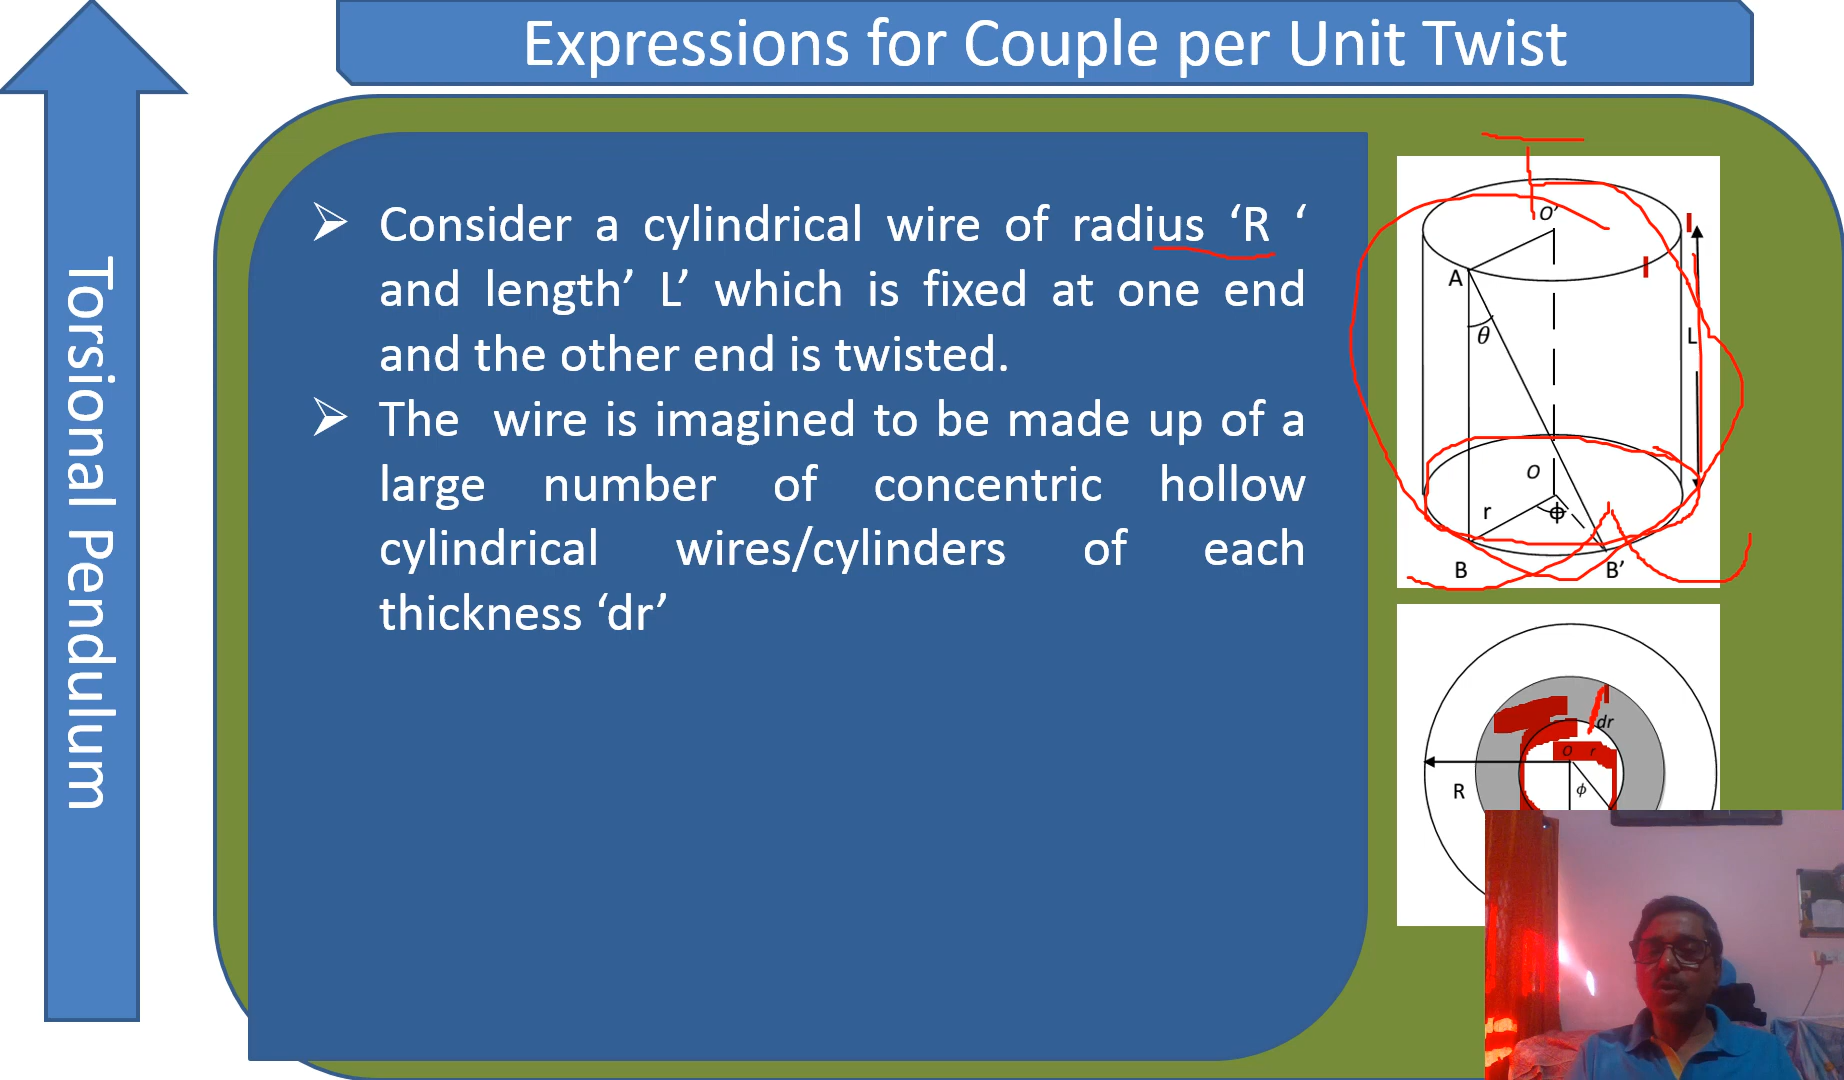 Expressions for Couple per Unit Twist
Torsional Pendulum
Consider a cylindrical wire of radius ‘R ‘
and length’ L’ which is fixed at one end
and the other end is twisted.
The wire is imagined to be made up of a
large number of concentric hollow
cylindrical wires/cylinders of each
thickness ‘dr’
O’
A
θ
L
O
r
ϕ
B
B’
dr
O r
R
ϕ